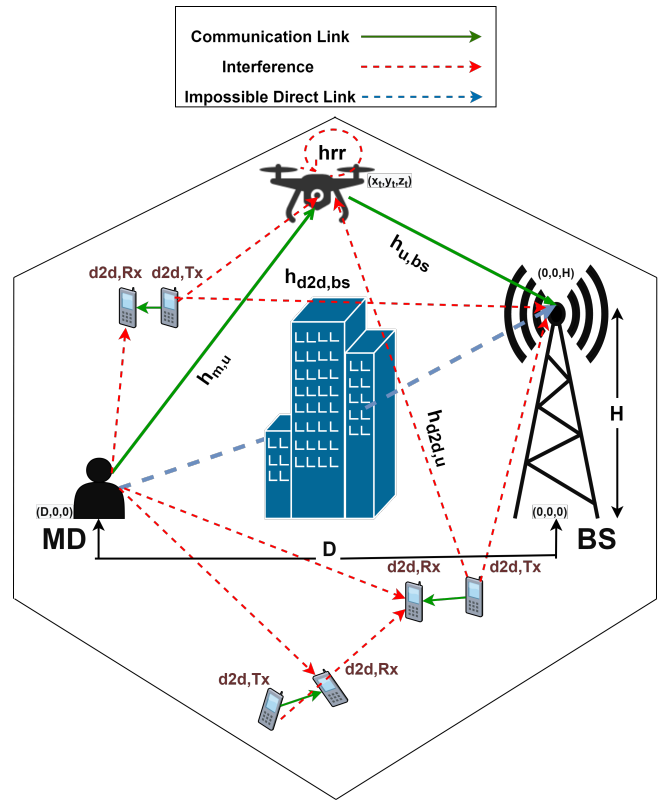 Communication Link
Interference
Impossible Direct Link
hrr
(xt,yt,zt)
hu,bs
d2d,Rx
d2d,Tx
hd2d,bs
(0,0,H)
hm,u
hd2d,u
H
(D,0,0)
(0,0,0)
MD
BS
D
d2d,Rx
d2d,Tx
d2d,Tx
d2d,Rx